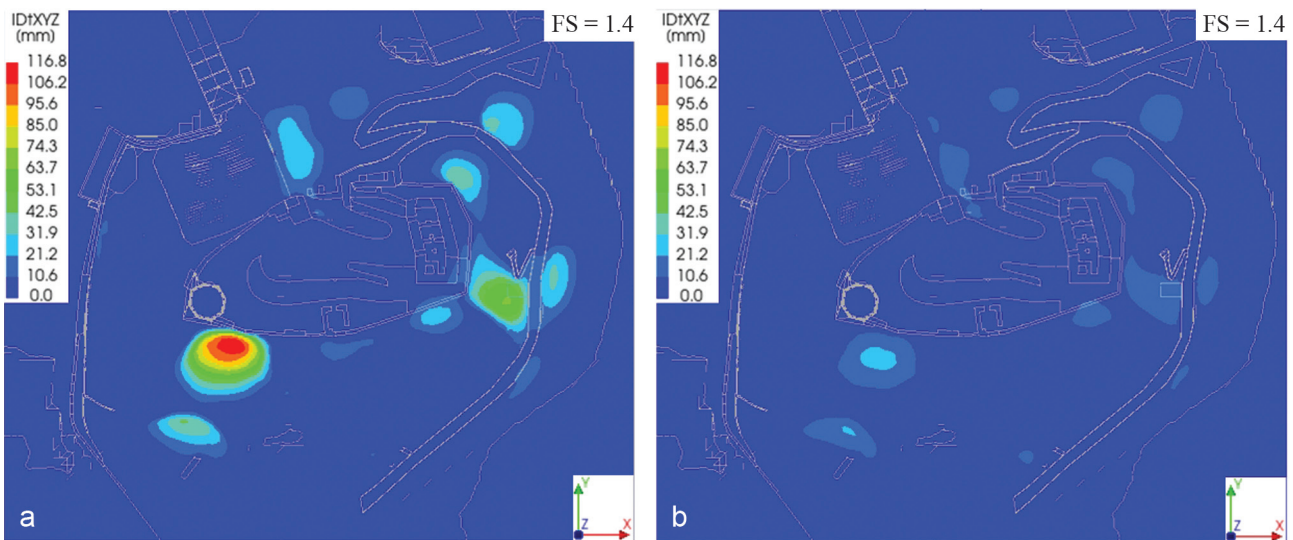 IDtXYZ
(mm)
116.8
106.2
95.6
85.0
74.3
63.7
53.1
42.5
31.9
21.2
10.6
0.0
FS = 1.4
a
Y
Z
X
IDtXYZ
(mm)
116.8
106.2
95.6
85.0
74.3
63.7
53.1
42.5
31.9
21.2
10.6
0.0
FS = 1.4
b
Y
Z
X